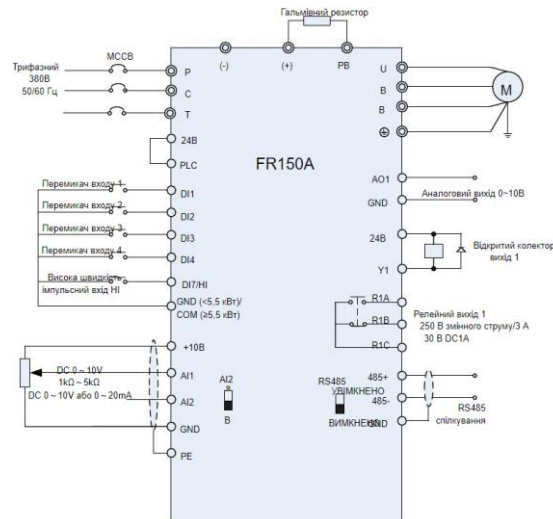 Гальмівний резистор
MCCB
Трифазний
380В
50/60 Гц
(-)
(+)
PB
P
C
T
U
B
B
M
24В
PLC
FR150A
Перемикач входу 1
DI1
Перемикач входу 2
DI2
Перемикач входу 3
DI3
Перемикач входу 4
DI4
Висока швидкість
імпульсний вхід HI
DI7/HI
GND (<5,5 кВт)/
COM (≥5,5 кВт)
AO1
Аналоговий вихід 0~10В
GND
24В
Відкритий колектор
вихід 1
Y1
R1A
R1B
R1C
Релейний вихід 1
250 В змінного струму/3 А
30 В DC1A
+10В
DC 0 ~ 10V
1kΩ ~ 5kΩ
AI1
DC 0 ~ 10V або 0 ~ 20mA
AI2
GND
PE
AI2
В
RS485
УВІМКНЕНО
ВИМКНЕНО
485+
485-
GND
RS485
спілкування